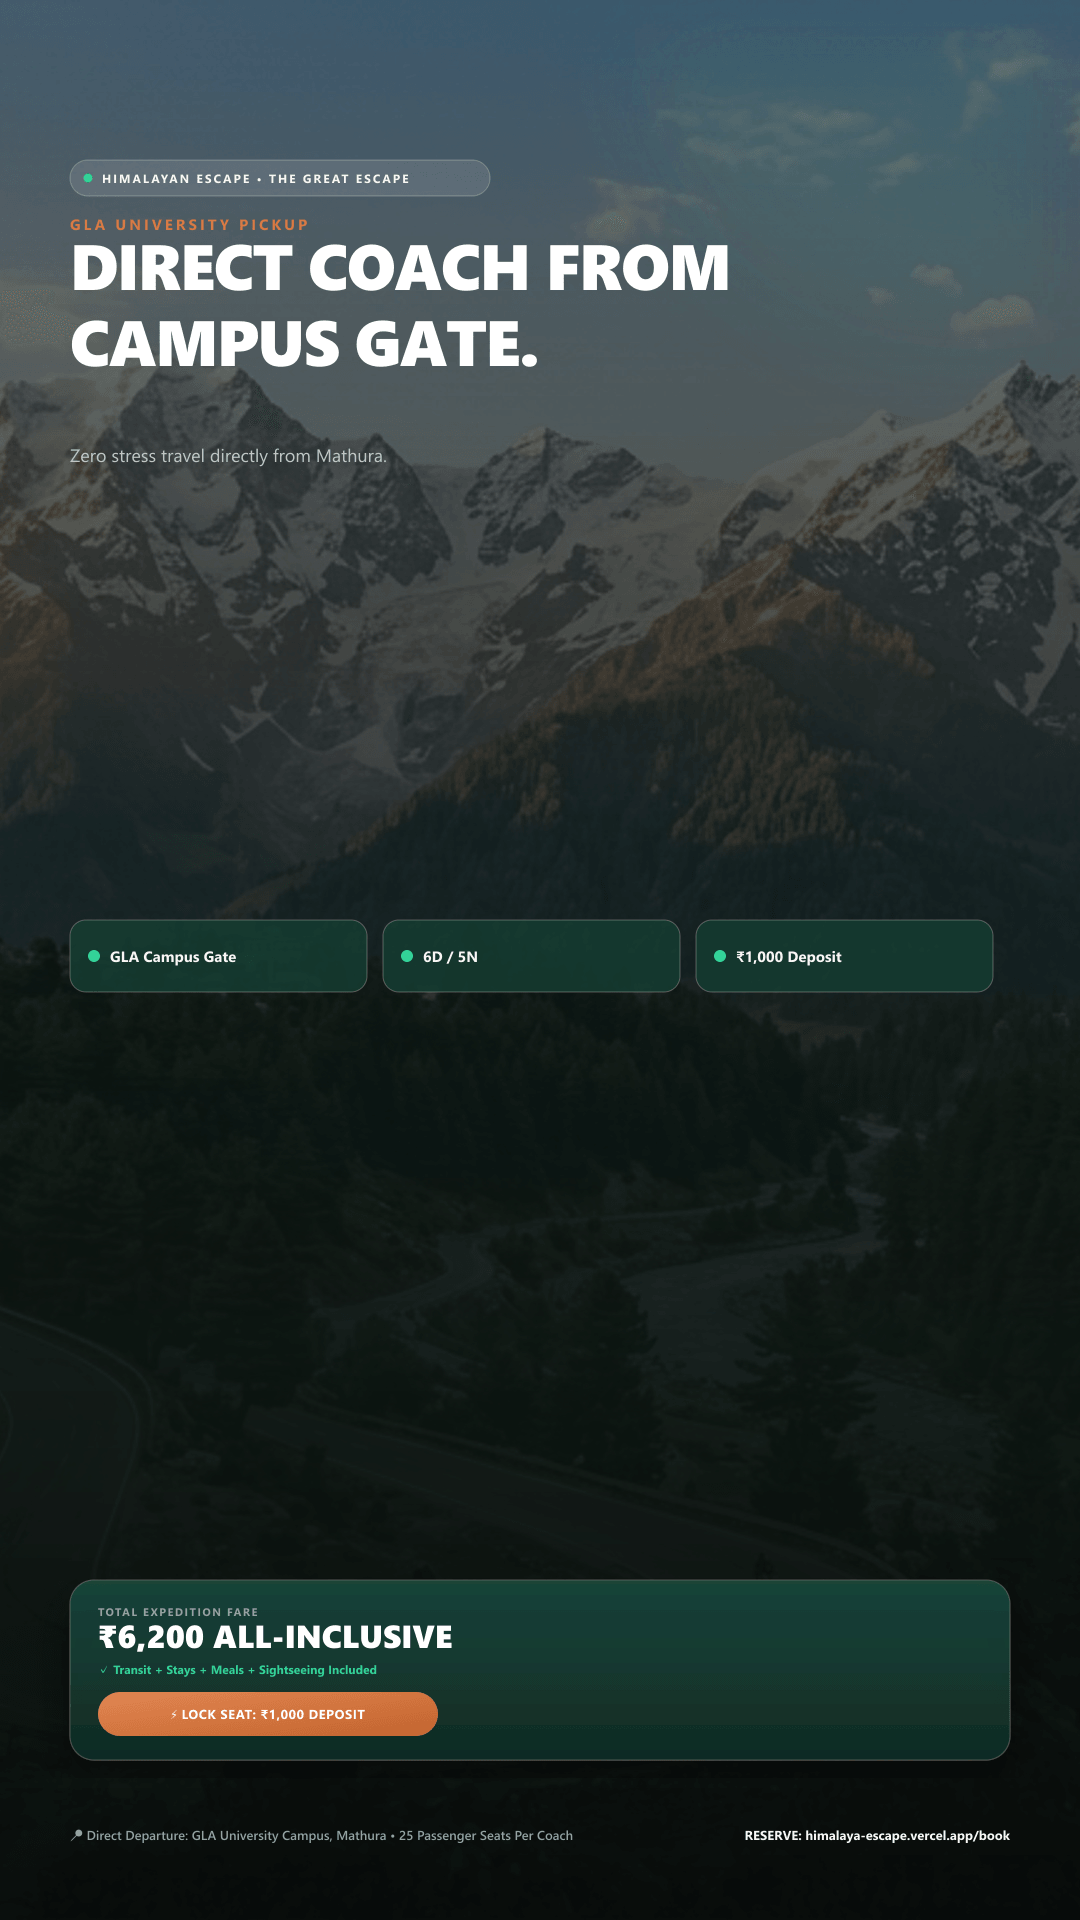 HIMALAYAN ESCAPE • THE GREAT ESCAPE
GLA UNIVERSITY PICKUP
DIRECT COACH FROM
CAMPUS GATE.
Zero stress travel directly from Mathura.
GLA Campus Gate
6D / 5N
₹1,000 Deposit
TOTAL EXPEDITION FARE
₹6,200 ALL-INCLUSIVE
✓ Transit + Stays + Meals + Sightseeing Included
⚡ LOCK SEAT: ₹1,000 DEPOSIT
📍 Direct Departure: GLA University Campus, Mathura • 25 Passenger Seats Per Coach
RESERVE: himalaya-escape.vercel.app/book